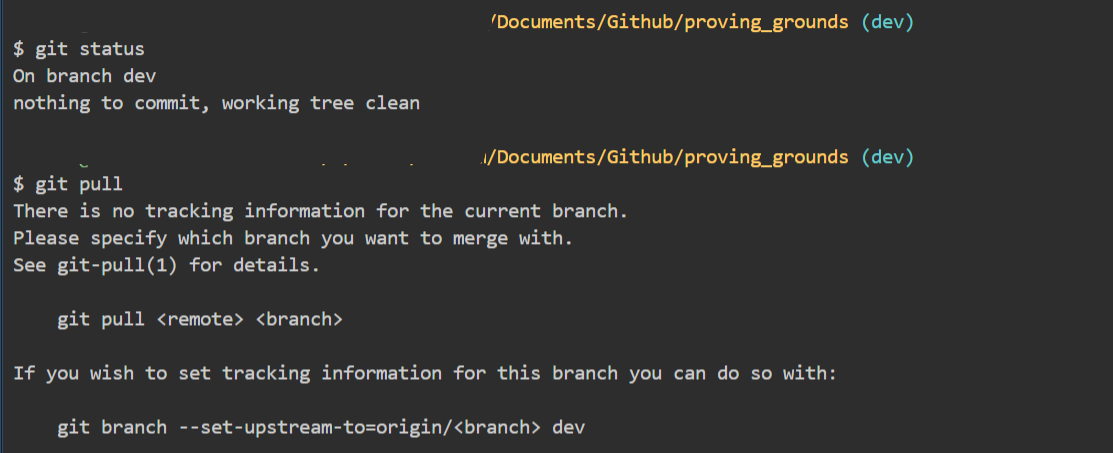 /Documents/Github/proving_grounds (dev)
$ git status
On branch dev
nothing to commit, working tree clean
/Documents/Github/proving_grounds (dev)
$ git pull
There is no tracking information for the current branch.
Please specify which branch you want to merge with.
See git-pull(1) for details.
git pull <remote> <branch>
If you wish to set tracking information for this branch you can do so with:
git branch --set-upstream-to=origin/<branch> dev